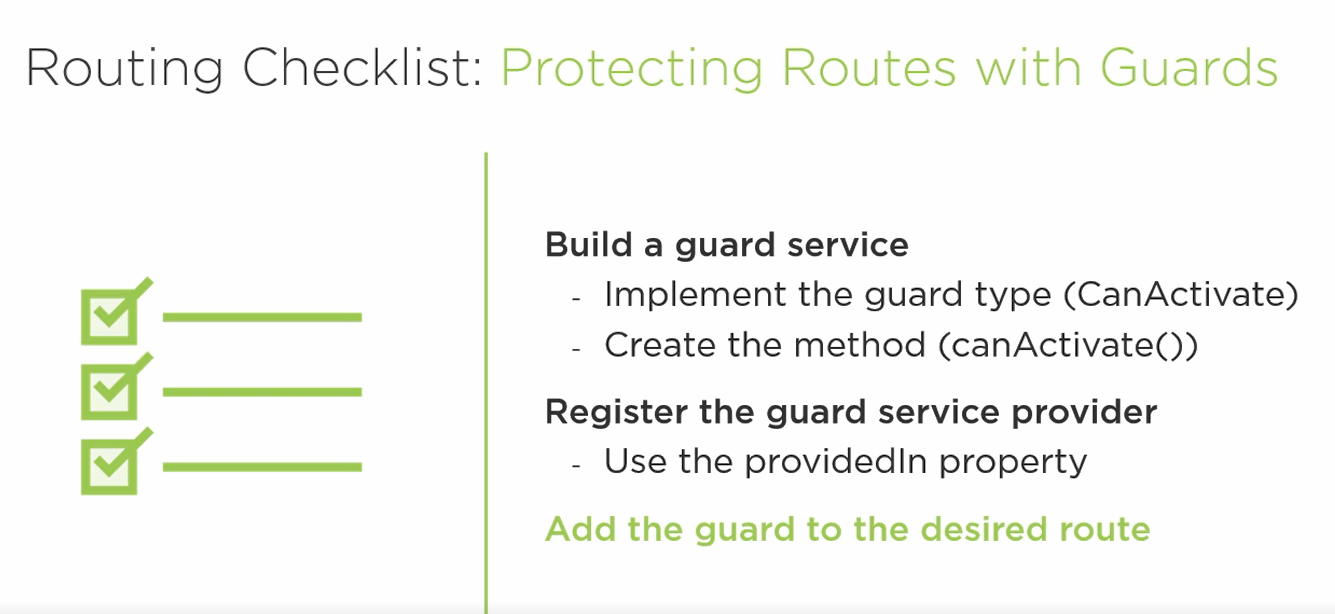 Routing Checklist: Protecting Routes with Guards
Build a guard service
- Implement the guard type (CanActivate)
- Create the method (canActivate())
Register the guard service provider
- Use the providedIn property
Add the guard to the desired route